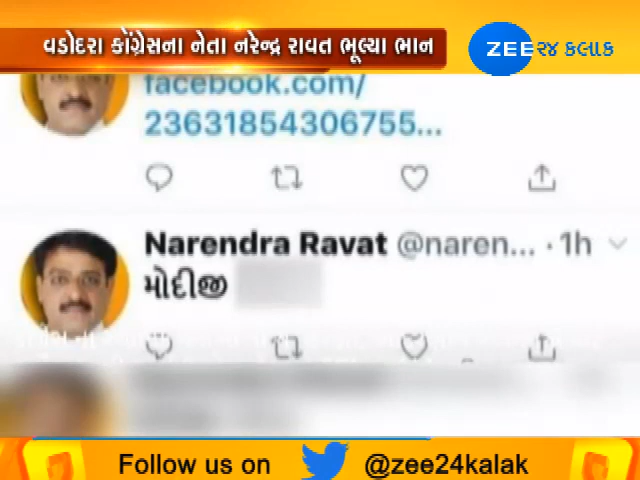 વડોદરા કોંગ્રેસના નેતા નરેન્દ્ર રાવત ભૂલ્યા ભાન
ZEE ૨૪ કલાક
facebook.com/
23631854306755...
Narendra Ravat @naren... · 1h
મોદીજી
Follow us on @zee24kalak